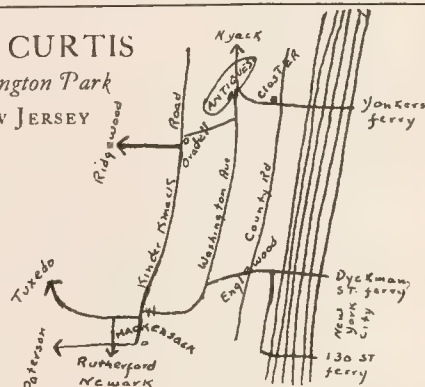 CURTIS
ngton Park
W JERSEY
Nyack
ANTIQUES
CLOSTER
Yonkers
ferry
Road
Oradell
Ridgewood
Kinder Kmack
Washington Ave
County Rd
Englewood
Dyckman
ST. ferry
New
York
City
130 ST
ferry
Tuxedo
HACKENSACK
Paterson
Rutherford
Newark